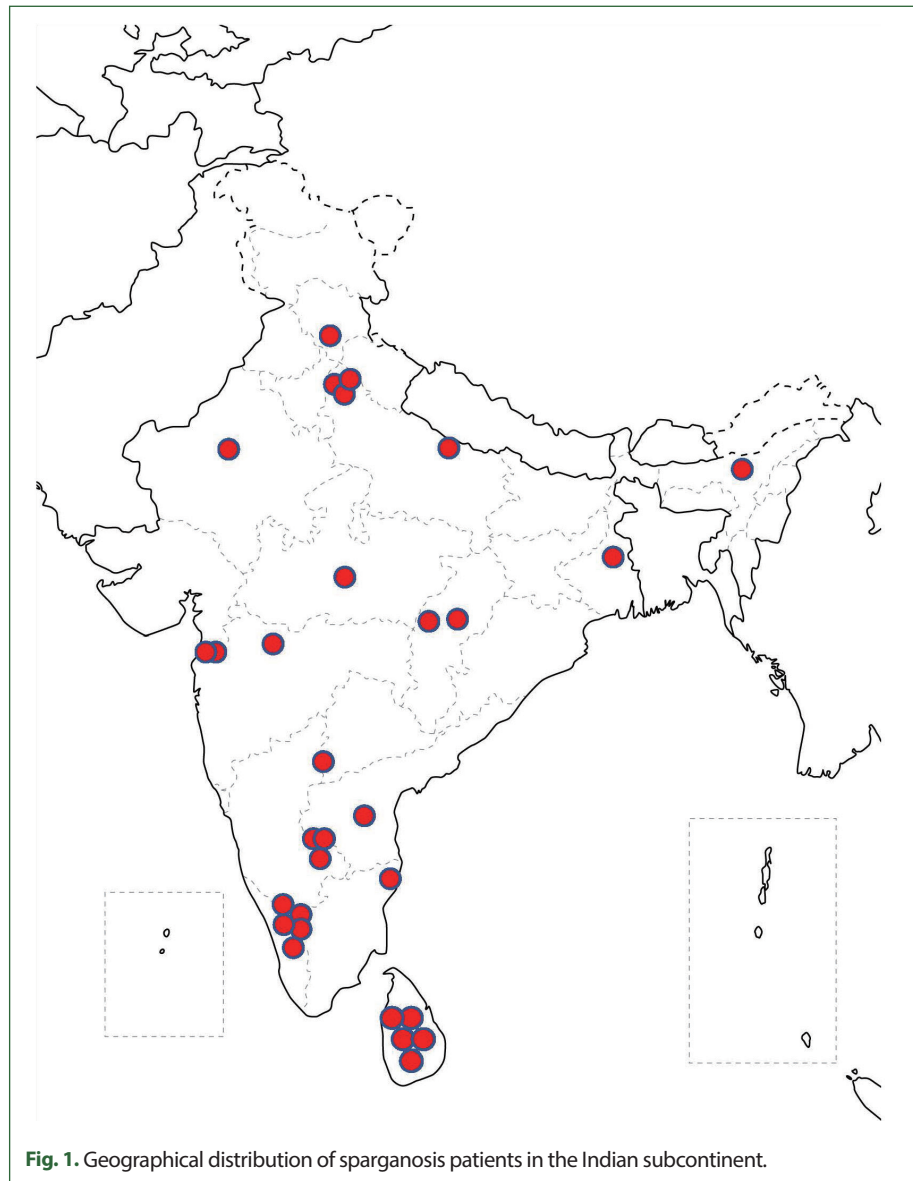 Fig. 1. Geographical distribution of sparganosis patients in the Indian subcontinent.